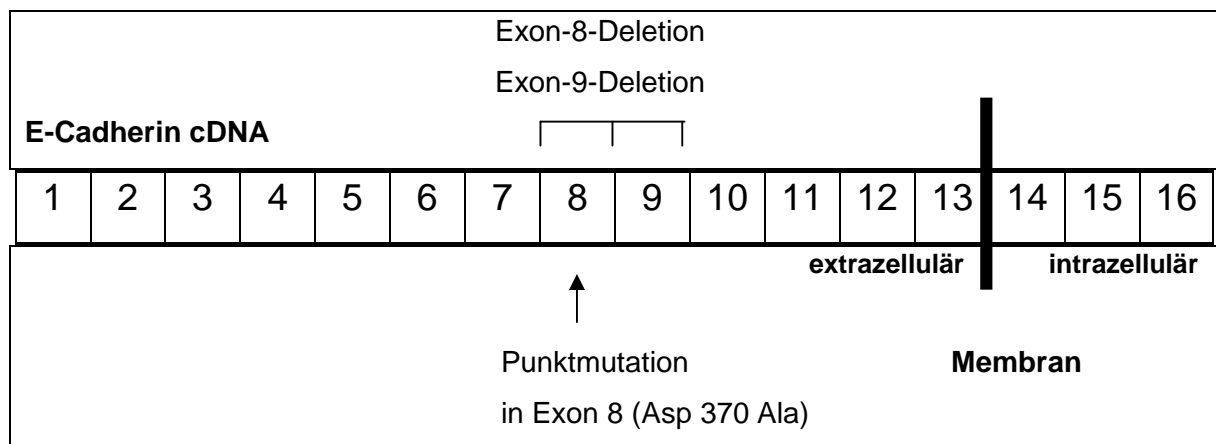 Exon-8-Deletion
Exon-9-Deletion
E-Cadherin cDNA
1 2 3 4 5 6 7 8 9 10 11 12 13 14 15 16
extrazellulär intrazellulär
Punktmutation Membran
in Exon 8 (Asp 370 Ala)